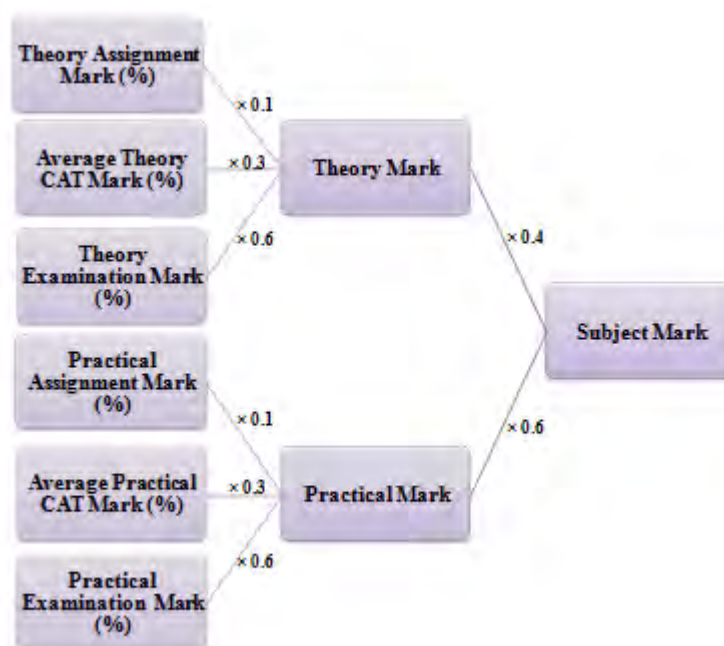 Theory Assignment
Mark (%)
× 0.1
Average Theory
CAT Mark (%)
× 0.3
Theory Mark
Theory
Examination Mark
(%)
× 0.6
× 0.4
Subject Mark
Practical
Assignment Mark
(%)
× 0.1
× 0.6
Average Practical
CAT Mark (%)
× 0.3
Practical Mark
Practical
Examination Mark
(%)
× 0.6